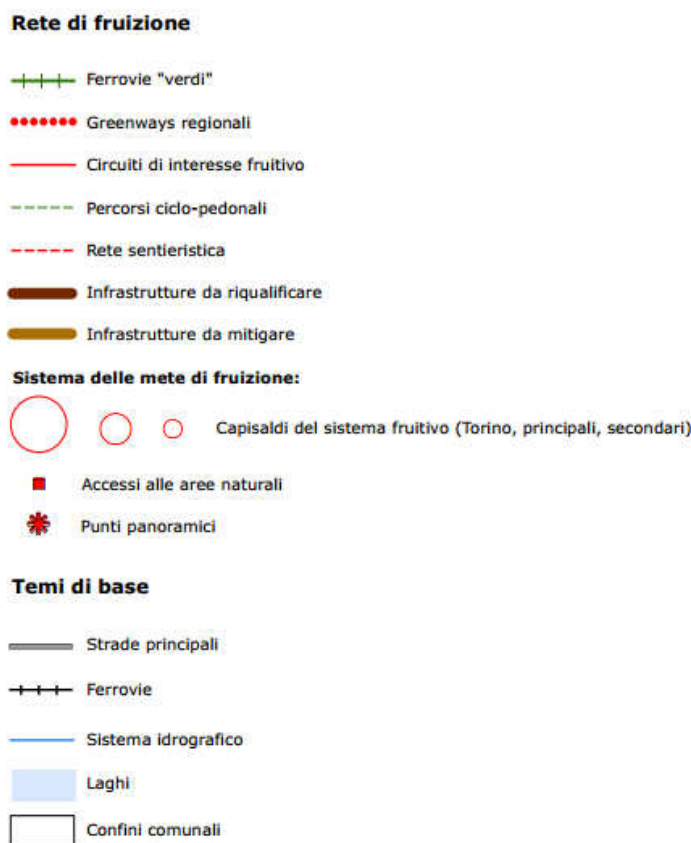 Rete di fruizione
Ferrovie "verdi"
Greenways regionali
Circuiti di interesse fruitivo
Percorsi ciclo-pedonali
Rete sentieristica
Infrastrutture da riqualificare
Infrastrutture da mitigare
Sistema delle mete di fruizione:
Capisaldi del sistema fruitivo (Torino, principali, secondari)
Accessi alle aree naturali
Punti panoramici
Temi di base
Strade principali
Ferrovie
Sistema idrografico
Laghi
Confini comunali